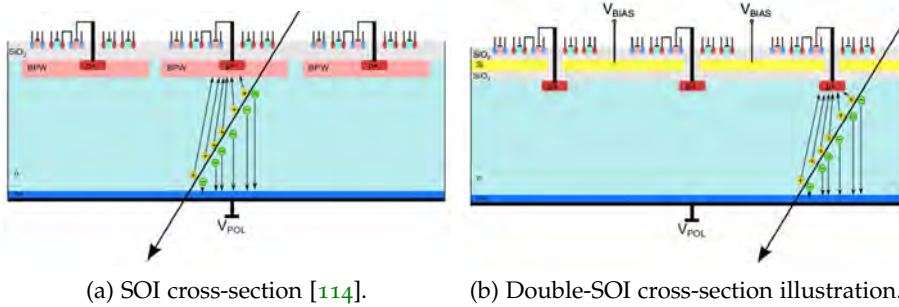 V_BIAS V_BIAS
SiO₂
BPW BPW BPW
SiO₂
Si
SiO₂
V_POL
V_POL
(a) SOI cross-section [114].
(b) Double-SOI cross-section illustration.